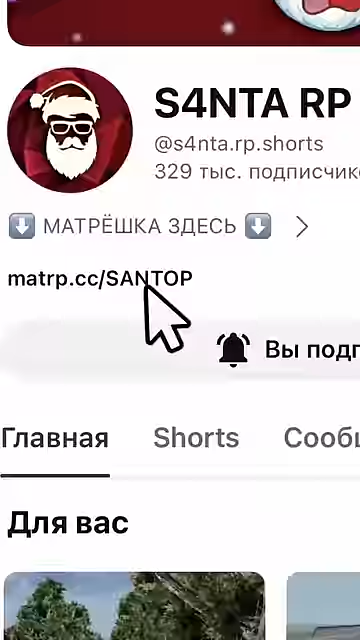 S4NTA RP
@s4nta.rp.shorts
329 тыс. подписчик
МАТРЁШКА ЗДЕСЬ
matrp.cc/SANTOP
Вы подп
Главная Shorts Сообщ
Для вас